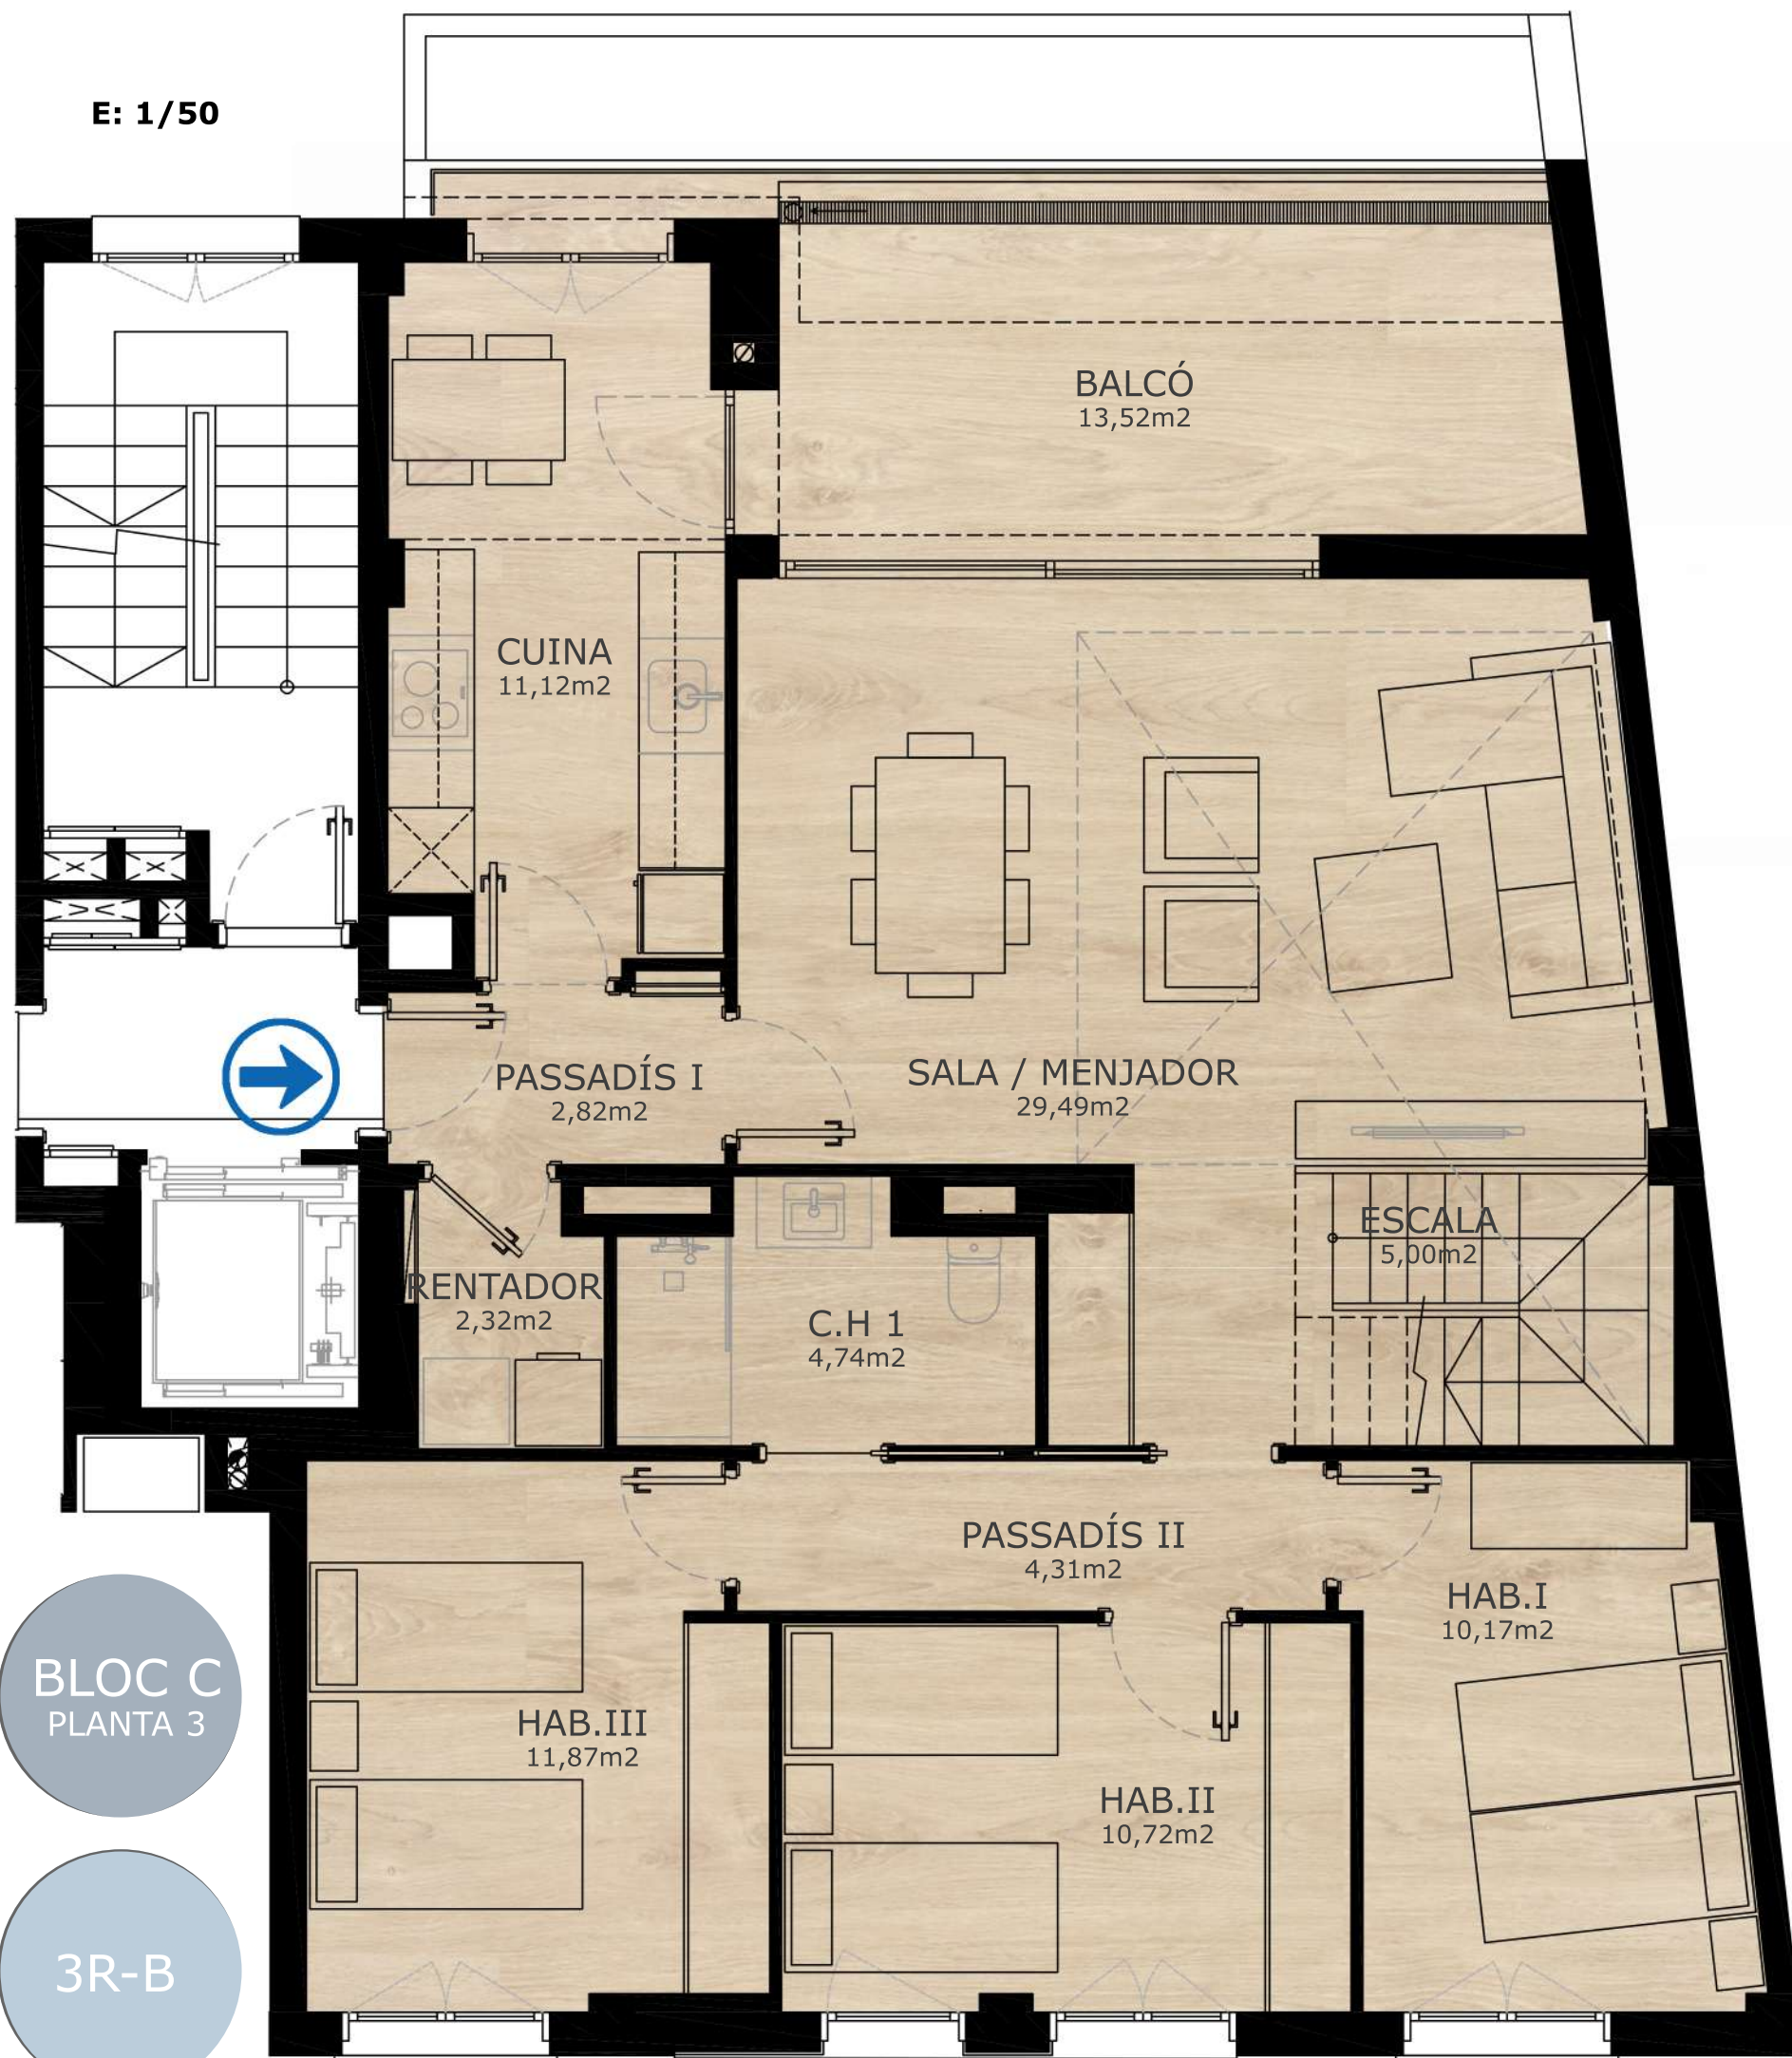 E: 1/50
BALCÓ
13,52m2
CUINA
11,12m2
SALA / MENJADOR
29,49m2
PASSADÍS I
2,82m2
ESCALA
5,00m2
RENTADOR
2,32m2
C.H 1
4,74m2
PASSADÍS II
4,31m2
HAB.I
10,17m2
HAB.III
11,87m2
HAB.II
10,72m2
BLOC C
PLANTA 3
3R-B